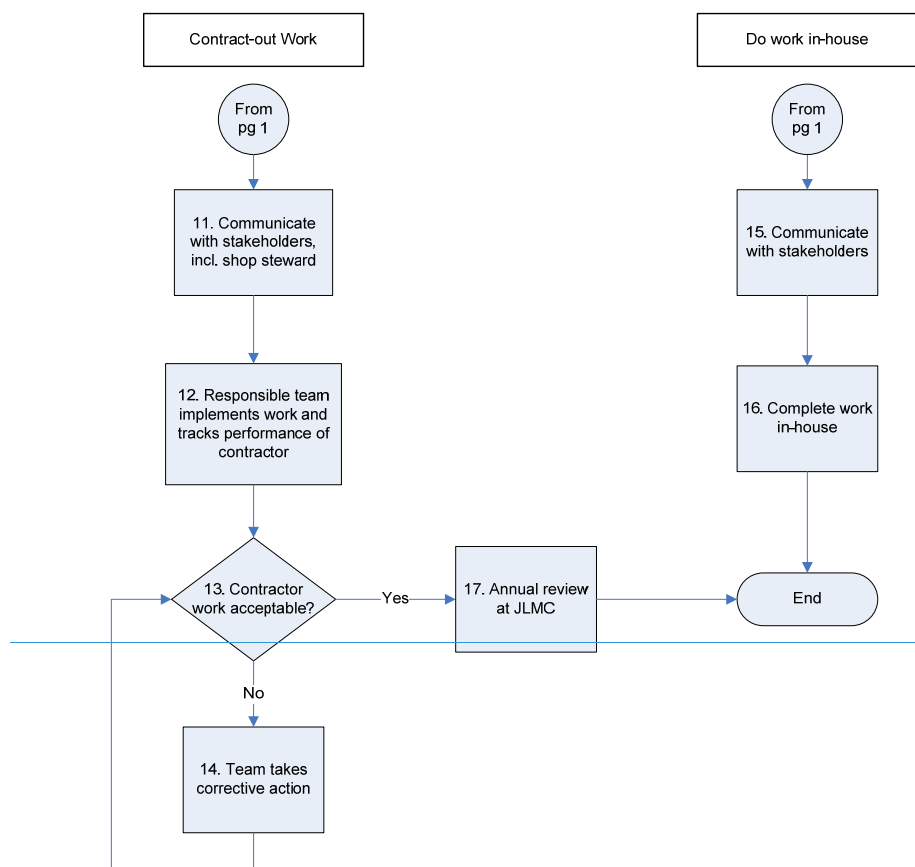 Contract-out Work
Do work in-house
From
pg 1
From
pg 1
11. Communicate
with stakeholders,
incl. shop steward
15. Communicate
with stakeholders
12. Responsible team
implements work and
tracks performance of
contractor
16. Complete work
in-house
13. Contractor
work acceptable?
Yes
17. Annual review
at JLMC
End
No
14. Team takes
corrective action